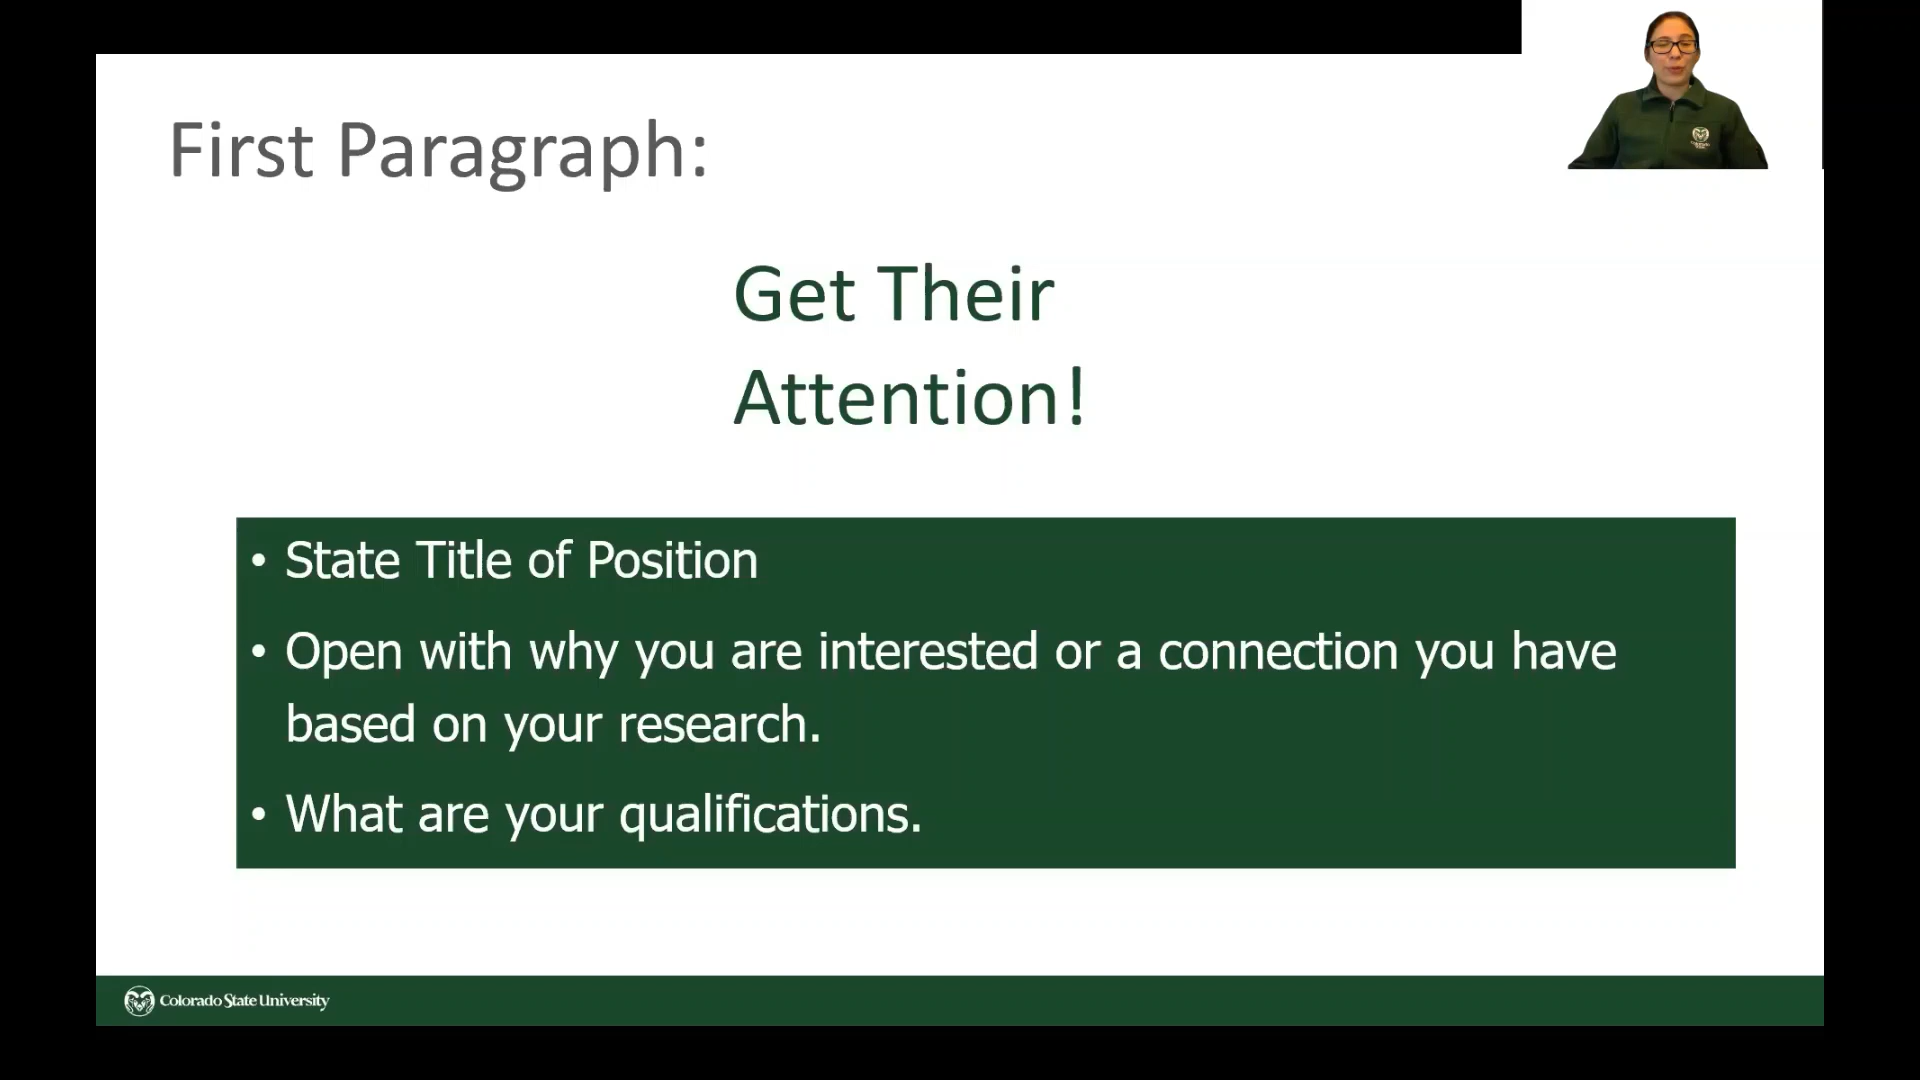 First Paragraph:
Get Their
Attention!
• State Title of Position
• Open with why you are interested or a connection you have
based on your research.
• What are your qualifications.
Colorado State University